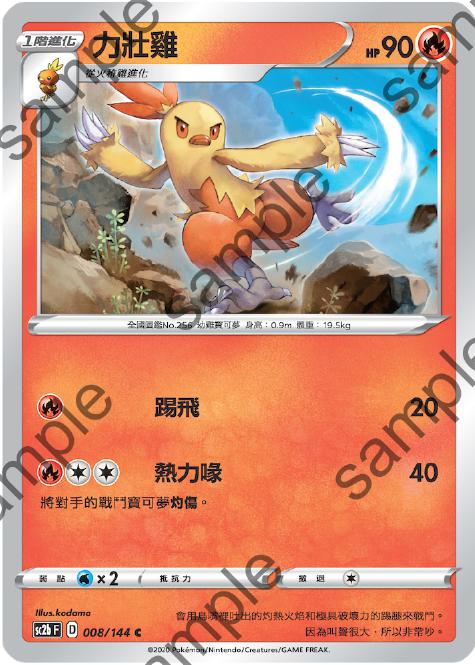 1階進化 力壯雞 HP90
從火稚雞進化
全國圖鑑No.256 幼雞寶可夢 身高：0.9m 體重：19.5kg
踢飛 20
熱力喙 40
將對手的戰鬥寶可夢灼傷。
弱點 ×2 抵抗力 撤退
Illus.kodama
會用鳥嘴裡吐出的灼熱火焰和極具破壞力的踢腿來戰鬥。
因為叫聲很大，所以非常吵。
sc2b F D 008/144 C
©2020 Pokémon/Nintendo/Creatures/GAME FREAK.
sample
sample
sample
sample
sample
sample
sample
sample
sample